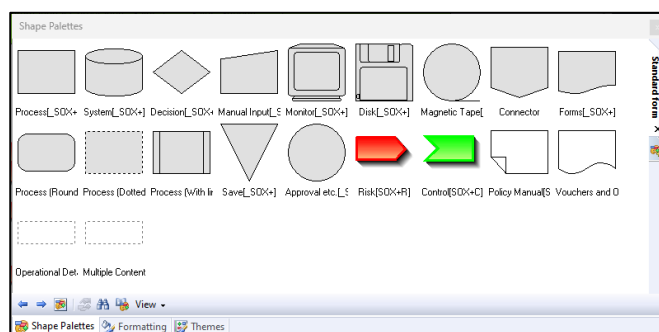 Shape Palettes
Process[_SOX+ System[_SOX+] Decision[_SOX+ Manual Input[_S Monitor[_SOX+] Disk[_SOX+] Magnetic Tape[ Connector Forms[_SOX+]
Process (Round Process (Dotted Process (With lin Save[_SOX+] Approval etc.[_S Risk[SOX+R] Control[SOX+C] Policy Manual[S Vouchers and O
Operational Det. Multiple Content
View
Shape Palettes Formatting Themes
Standard form